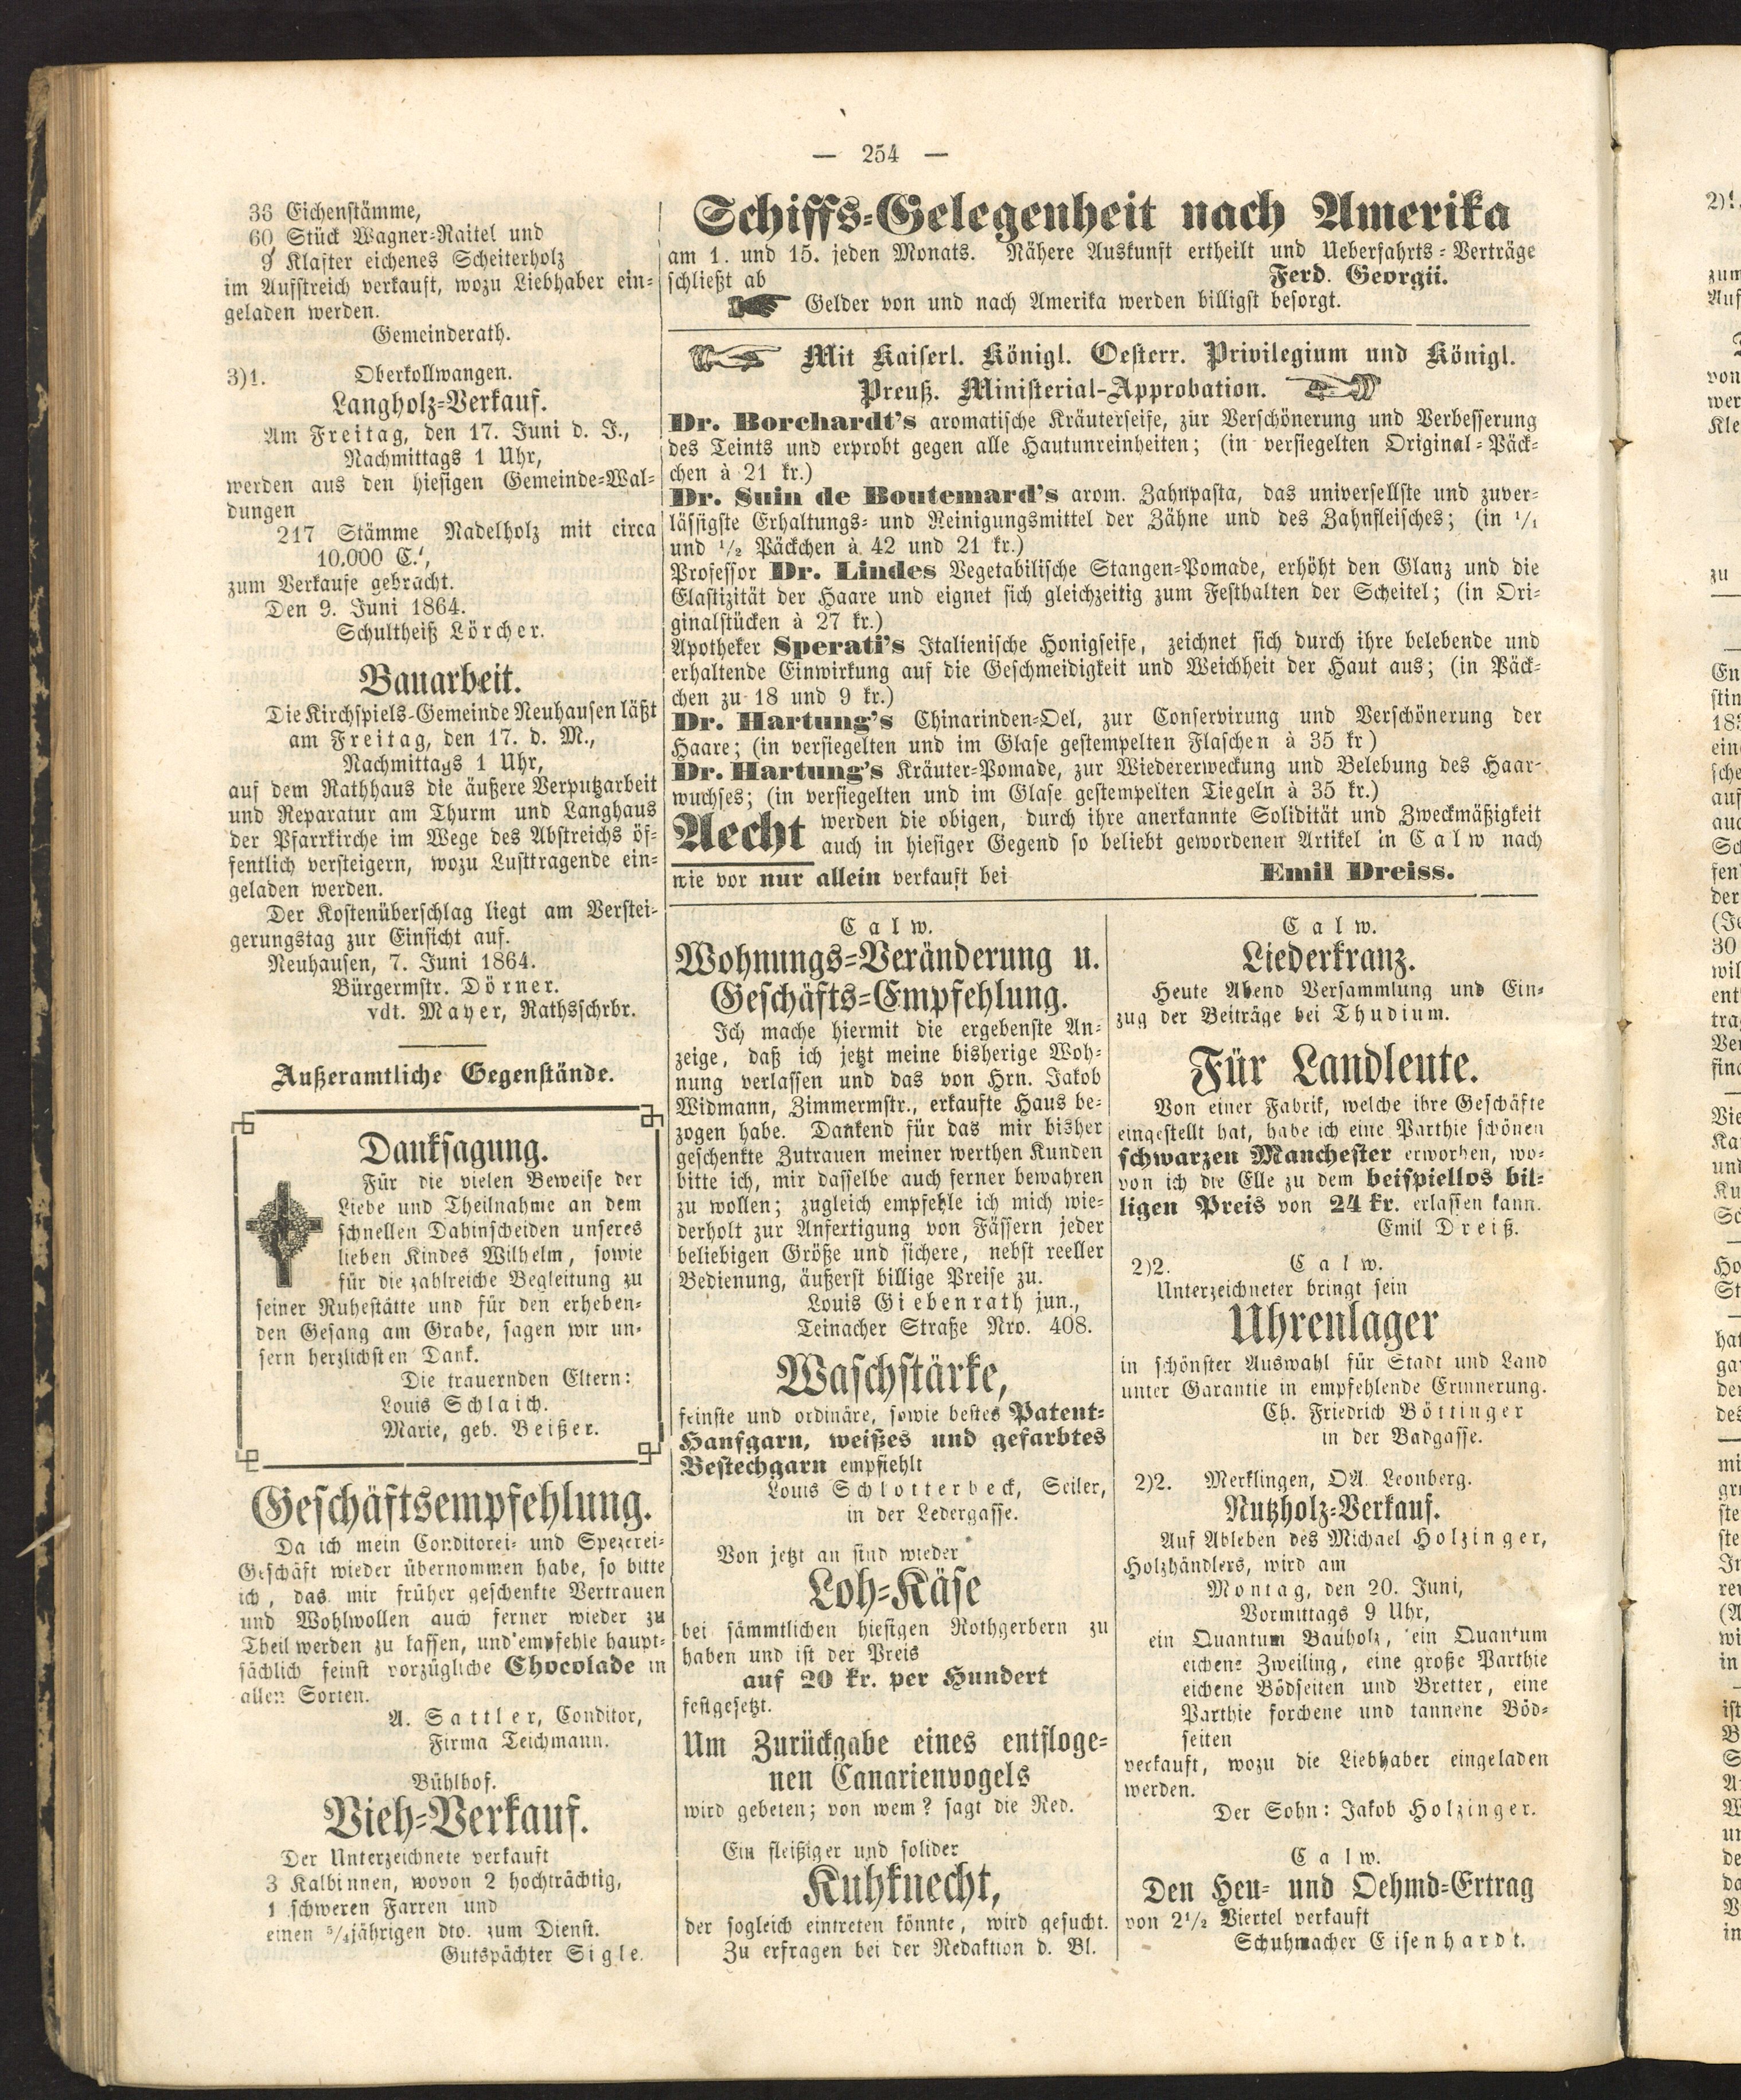 — 254 —
36 Eichenstämme,
60 Stück Wagner-Raitel und
9 Klafter eichenes Scheiterholz
im Aufstreich verkauft, wozu Liebhaber ein-
geladen werden.
Gemeinderath.
3)1. Oberkollwangen.
Langholz-Verkauf.
Am Freitag, den 17. Juni d. J.,
Nachmittags 1 Uhr,
werden aus den hiesigen Gemeinde-Wal-
dungen
217 Stämme Nadelholz mit circa
10,000 C.',
zum Verkaufe gebracht.
Den 9. Juni 1864.
Schultheiß Lörcher.
Bauarbeit.
Die Kirchspiels-Gemeinde Neuhausen läßt
am Freitag, den 17. d. M.,
Nachmittags 1 Uhr,
auf dem Rathhaus die äußere Verputzarbeit
und Reparatur am Thurm und Langhaus
der Pfarrkirche im Wege des Abstreichs öf-
fentlich versteigern, wozu Lusttragende ein-
geladen werden.
Der Kostenüberschlag liegt am Verstei-
gerungstag zur Einsicht auf.
Neuhausen, 7. Juni 1864.
Bürgermstr. Dörner.
vdt. Mayer, Rathsschrbr.
Außeramtliche Gegenstände.
Danksagung.
Für die vielen Beweise der
Liebe und Theilnahme an dem
schnellen Dahinscheiden unseres
lieben Kindes Wilhelm, sowie
für die zahlreiche Begleitung zu
seiner Ruhestätte und für den erheben-
den Gesang am Grabe, sagen wir un-
sern herzlichsten Dank.
Die trauernden Eltern:
Louis Schlaich.
Marie, geb. Beißer.
Geschäftsempfehlung.
Da ich mein Conditorei- und Spezerei-
Geschäft wieder übernommen habe, so bitte
ich, das mir früher geschenkte Vertrauen
und Wohlwollen auch ferner wieder zu
Theil werden zu lassen, und empfehle haupt-
sächlich feinst vorzügliche Chocolade in
allen Sorten.
A. Sattler, Conditor,
Firma Teichmann.
Bühlhof.
Vieh-Verkauf.
Der Unterzeichnete verkauft
3 Kalbinnen, wovon 2 hochträchtig,
1 schweren Farren und
einen 5/4jährigen dto. zum Dienst.
Gutspächter Sigle.
Schiffs-Gelegenheit nach Amerika
am 1. und 15. jeden Monats. Nähere Auskunft ertheilt und Ueberfahrts-Verträge
schließt ab Ferd. Georgii.
Gelder von und nach Amerika werden billigst besorgt.
Mit Kaiserl. Königl. Oesterr. Privilegium und Königl.
Preuß. Ministerial-Approbation.
Dr. Borchardt's aromatische Kräuterseife, zur Verschönerung und Verbesserung
des Teints und erprobt gegen alle Hautunreinheiten; (in versiegelten Original-Päck-
chen à 21 kr.)
Dr. Suin de Boutemard's arom. Zahnpasta, das universellste und zuver-
lässigste Erhaltungs- und Reinigungsmittel der Zähne und des Zahnfleisches; (in 1/1
und 1/2 Päckchen à 42 und 21 kr.)
Professor Dr. Lindes Vegetabilische Stangen-Pomade, erhöht den Glanz und die
Elastizität der Haare und eignet sich gleichzeitig zum Festhalten der Scheitel; (in Ori-
ginalstücken à 27 kr.)
Apotheker Sperati's Italienische Honigseife, zeichnet sich durch ihre belebende und
erhaltende Einwirkung auf die Geschmeidigkeit und Weichheit der Haut aus; (in Päck-
chen zu 18 und 9 kr.)
Dr. Hartung's Chinarinden-Oel, zur Conservirung und Verschönerung der
Haare; (in versiegelten und im Glase gestempelten Flaschen à 35 kr)
Dr. Hartung's Kräuter-Pomade, zur Wiedererweckung und Belebung des Haar-
wuchses; (in versiegelten und im Glase gestempelten Tiegeln à 35 kr.)
Aecht werden die obigen, durch ihre anerkannte Solidität und Zweckmäßigkeit
auch in hiesiger Gegend so beliebt gewordenen Artikel in Calw nach
wie vor nur allein verkauft bei Emil Dreiss.
Calw.
Wohnungs-Veränderung u.
Geschäfts-Empfehlung.
Ich mache hiermit die ergebenste An-
zeige, daß ich jetzt meine bisherige Woh-
nung verlassen und das von Hrn. Jakob
Widmann, Zimmermstr., erkaufte Haus be-
zogen habe. Dankend für das mir bisher
geschenkte Zutrauen meiner werthen Kunden
bitte ich, mir dasselbe auch ferner bewahren
zu wollen; zugleich empfehle ich mich wie-
derholt zur Anfertigung von Fässern jeder
beliebigen Größe und sichere, nebst reeller
Bedienung, äußerst billige Preise zu.
Louis Giebenrath jun.,
Teinacher Straße Nro. 408.
Waschstärke,
feinste und ordinäre, sowie bestes Patent-
Hanfgarn, weißes und gefärbtes
Bestechgarn empfiehlt
Louis Schlotterbeck, Seiler,
in der Ledergasse.
Von jetzt an sind wieder
Loh-Käse
bei sämmtlichen hiesigen Rothgerbern zu
haben und ist der Preis
auf 20 kr. per Hundert
festgesetzt.
Um Zurückgabe eines entfloge-
nen Canarienvogels
wird gebeten; von wem? sagt die Red.
Ein fleißiger und solider
Kuhknecht,
der sogleich eintreten könnte, wird gesucht.
Zu erfragen bei der Redaktion d. Bl.
Calw.
Liederkranz.
Heute Abend Versammlung und Ein-
zug der Beiträge bei Thudium.
Für Landleute.
Von einer Fabrik, welche ihre Geschäfte
eingestellt hat, habe ich eine Parthie schönen
schwarzen Manchester erworben, wo-
von ich die Elle zu dem beispiellos bil-
ligen Preis von 24 kr. erlassen kann.
Emil Dreiß.
2)2. Calw.
Unterzeichneter bringt sein
Uhrenlager
in schönster Auswahl für Stadt und Land
unter Garantie in empfehlende Erinnerung.
Ch. Friedrich Böttinger
in der Badgasse.
2)2. Merklingen, OA. Leonberg.
Nutzholz-Verkauf.
Auf Ableben des Michael Holzinger,
Holzhändlers, wird am
Montag, den 20. Juni,
Vormittags 9 Uhr,
ein Quantum Bauholz, ein Quantum
eichene Zweiling, eine große Parthie
eichene Bödseiten und Bretter, eine
Parthie forchene und tannene Böd-
seiten
verkauft, wozu die Liebhaber eingeladen
werden.
Der Sohn: Jakob Holzinger.
Calw.
Den Heu- und Oehmd-Ertrag
von 2 1/2 Viertel verkauft
Schuhmacher Eisenhardt.